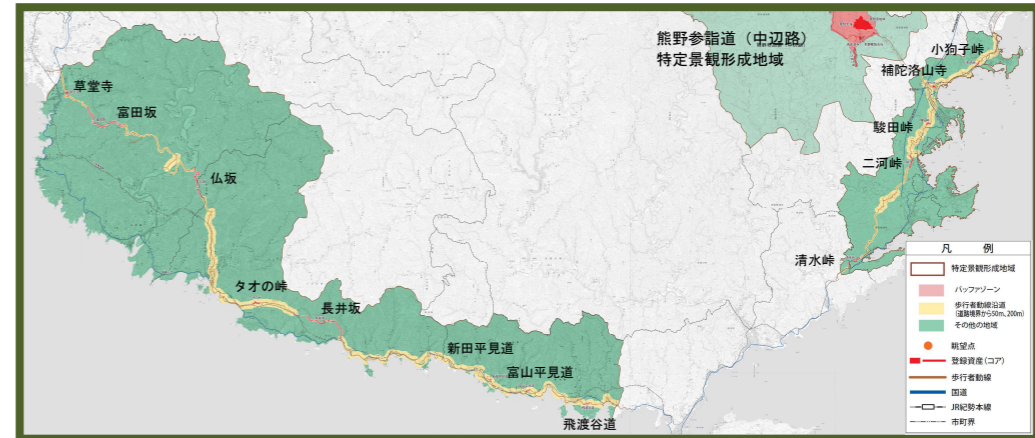 熊野参詣道（中辺路）
特定景観形成地域
小狗子峠
補陀洛山寺
駿田峠
二河峠
清水峠
草堂寺
富田坂
仏坂
タオの峠
長井坂
新田平見道
富山平見道
飛渡谷道
凡 例
特定景観形成地域
バッファゾーン
歩行者動線沿道
(道路境界から50m、200m)
その他の地域
眺望点
登録資産（コア）
歩行者動線
国道
JR紀勢本線
市町界